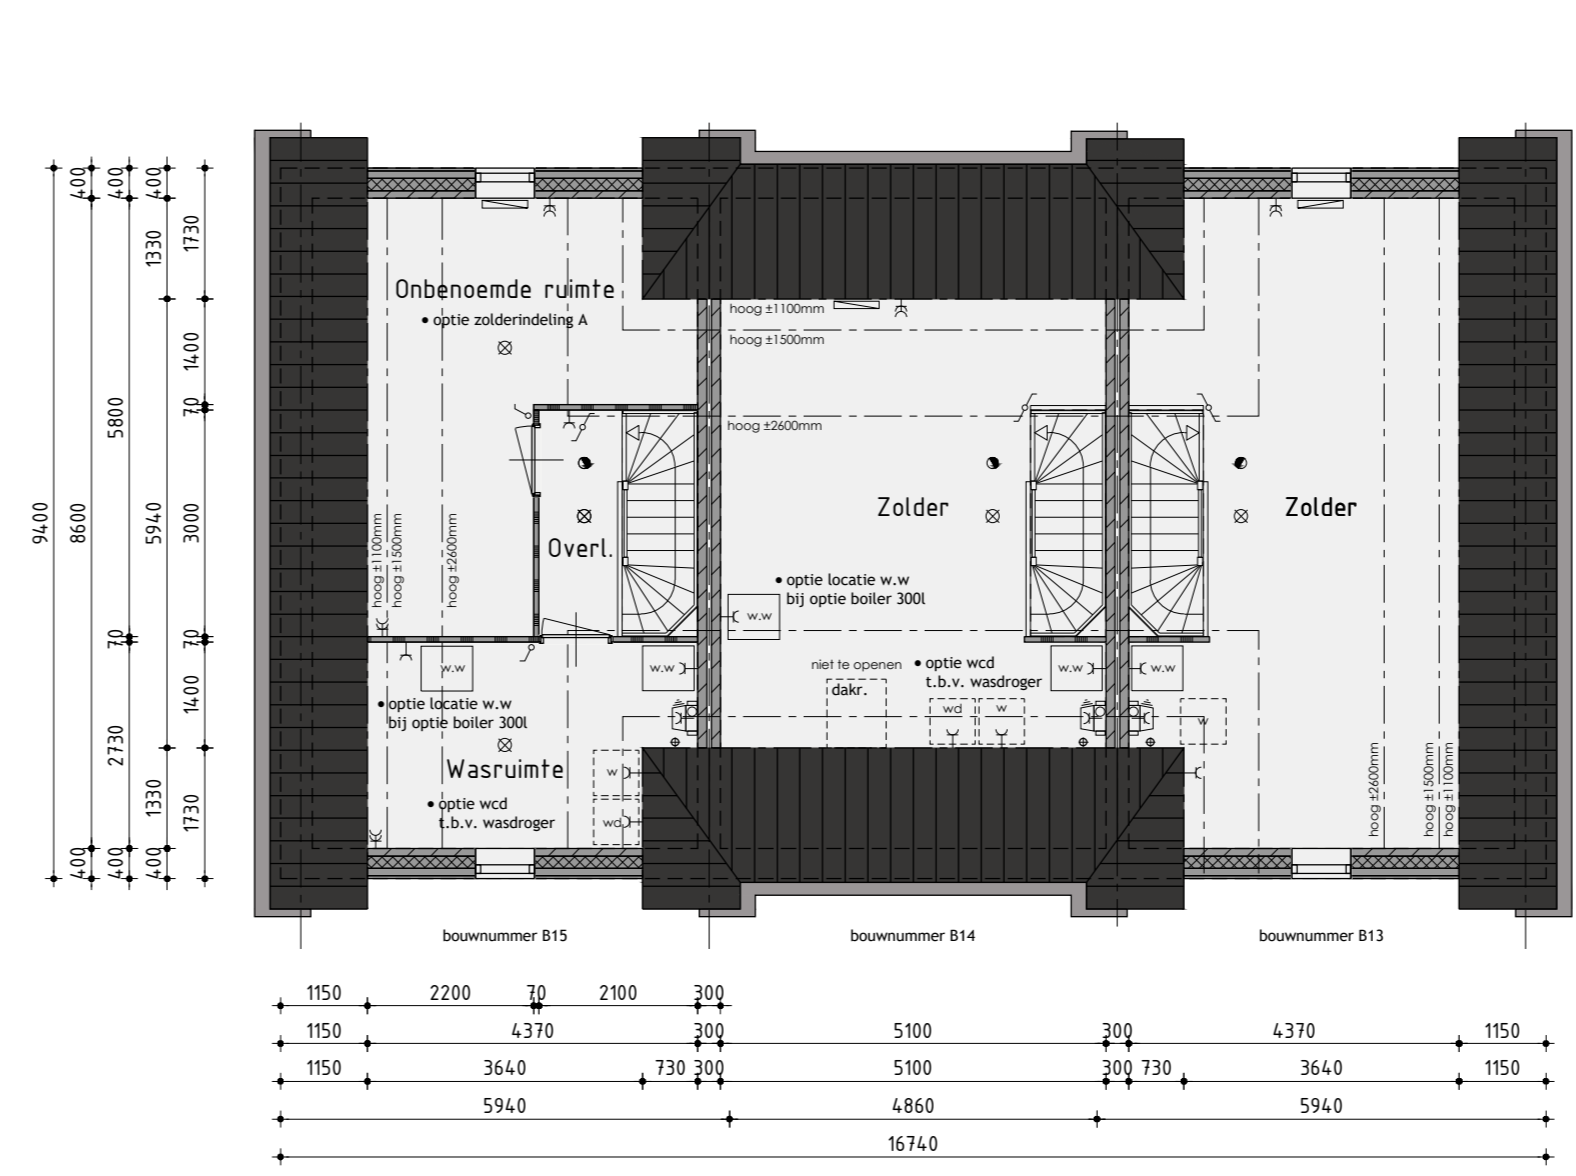 Onbenoemde ruimte
• optie zolderindeling A
hoog ±1100mm
hoog ±1500mm
hoog ±2600mm
Overl.
hoog ±1100mm
hoog ±1500mm
hoog ±2600mm
Zolder
Zolder
• optie locatie w.w
bij optie boiler 300l
w.w
w.w
w.w
w.w
w.w
niet te openen
dakr.
• optie wcd
t.b.v. wasdroger
wd
w
w
• optie locatie w.w
bij optie boiler 300l
Wasruimte
• optie wcd
t.b.v. wasdroger
w
wd
hoog ±2600mm
hoog ±1500mm
hoog ±1100mm
bouwnummer B15
bouwnummer B14
bouwnummer B13
9400
400
8600
400
400
5800
70
2730
400
400
1330
5940
1330
400
1730
1400
70
3000
70
1400
1730
1150 2200 70 2100 300
1150 4370 300 5100 300 4370 1150
1150 3640 730 300 5100 300 730 3640 1150
5940 4860 5940
16740